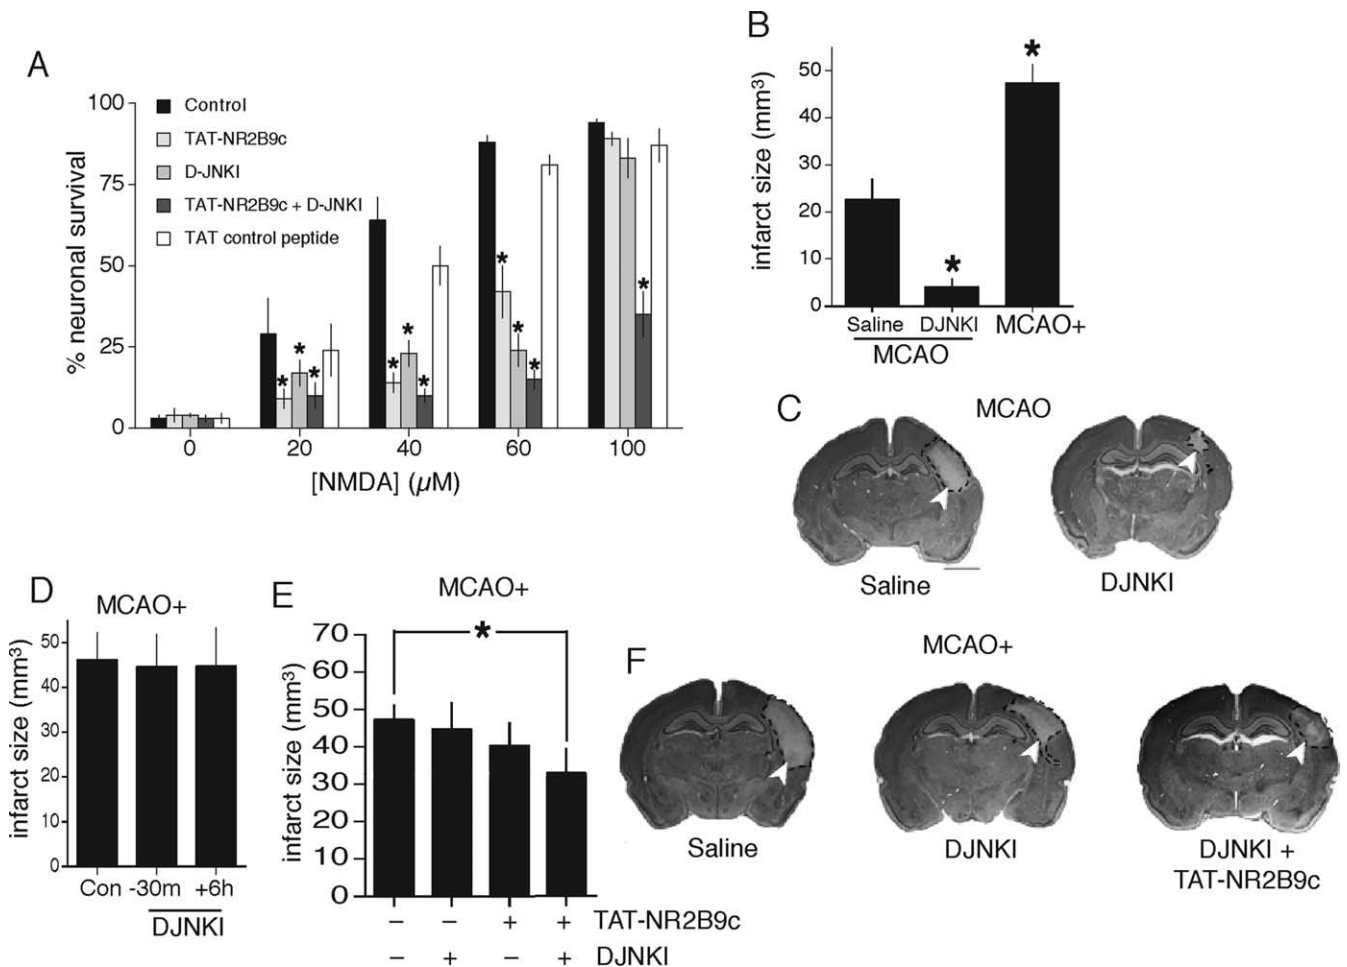 A
% neuronal survival
100
75
50
25
0
Control
TAT-NR2B9c
D-JNKI
TAT-NR2B9c + D-JNKI
TAT control peptide
* * *
* * *
* * *
*
0 20 40 60 100
[NMDA] (µM)
B
infarct size (mm³)
50
40
30
20
10
0
*
*
Saline DJNKI MCAO+
MCAO
C
MCAO
Saline
DJNKI
D
MCAO+
infarct size (mm³)
50
40
30
20
10
0
Con -30m +6h
DJNKI
E
MCAO+
infarct size (mm³)
70
60
50
40
30
20
10
0
*
– – + + TAT-NR2B9c
– + – + DJNKI
F
MCAO+
Saline
DJNKI
DJNKI +
TAT-NR2B9c